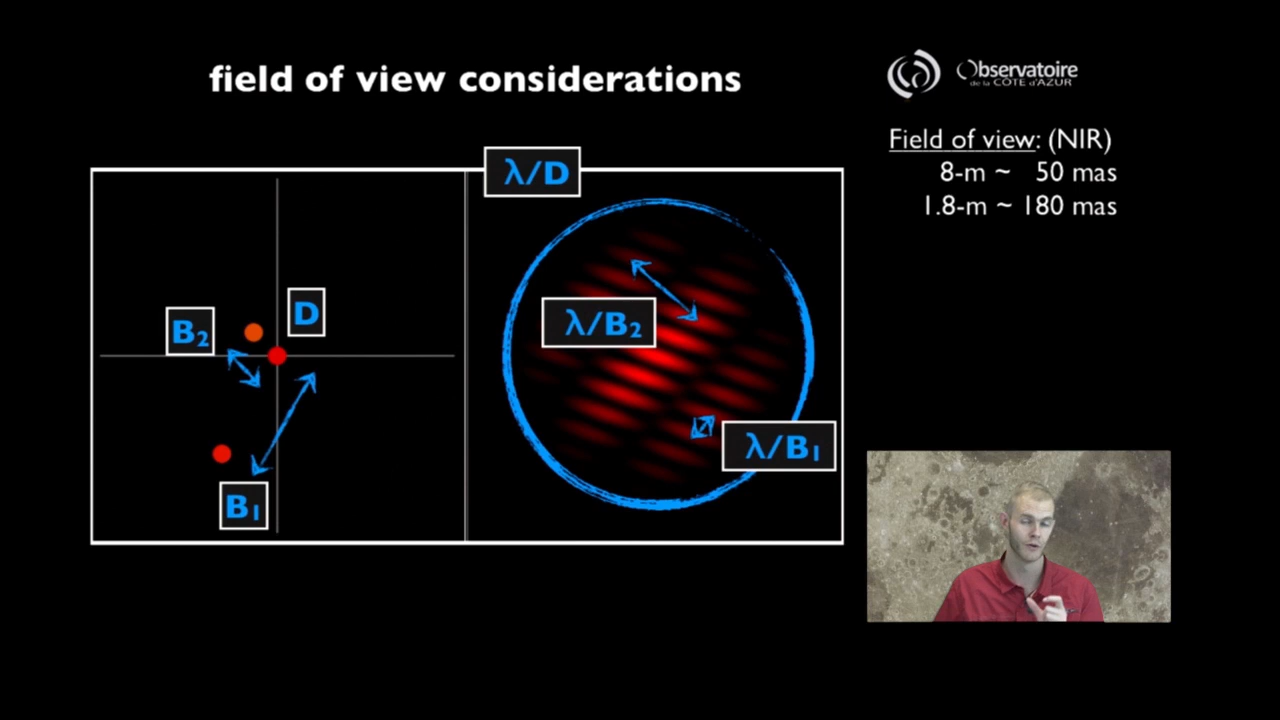 field of view considerations
Observatoire
de la CÔTE d'AZUR
Field of view: (NIR)
8-m ~ 50 mas
1.8-m ~ 180 mas
λ/D
B₂
D
λ/B₂
λ/B₁
B₁